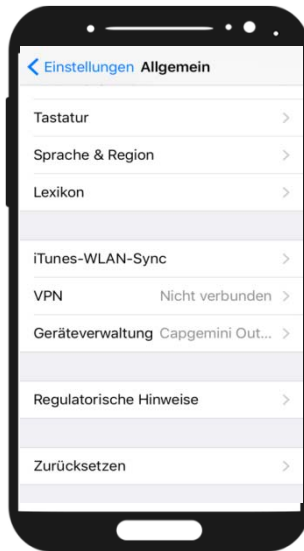 Einstellungen Allgemein
Tastatur
Sprache & Region
Lexikon
iTunes-WLAN-Sync
VPN Nicht verbunden
Geräteverwaltung Capgemini Out...
Regulatorische Hinweise
Zurücksetzen